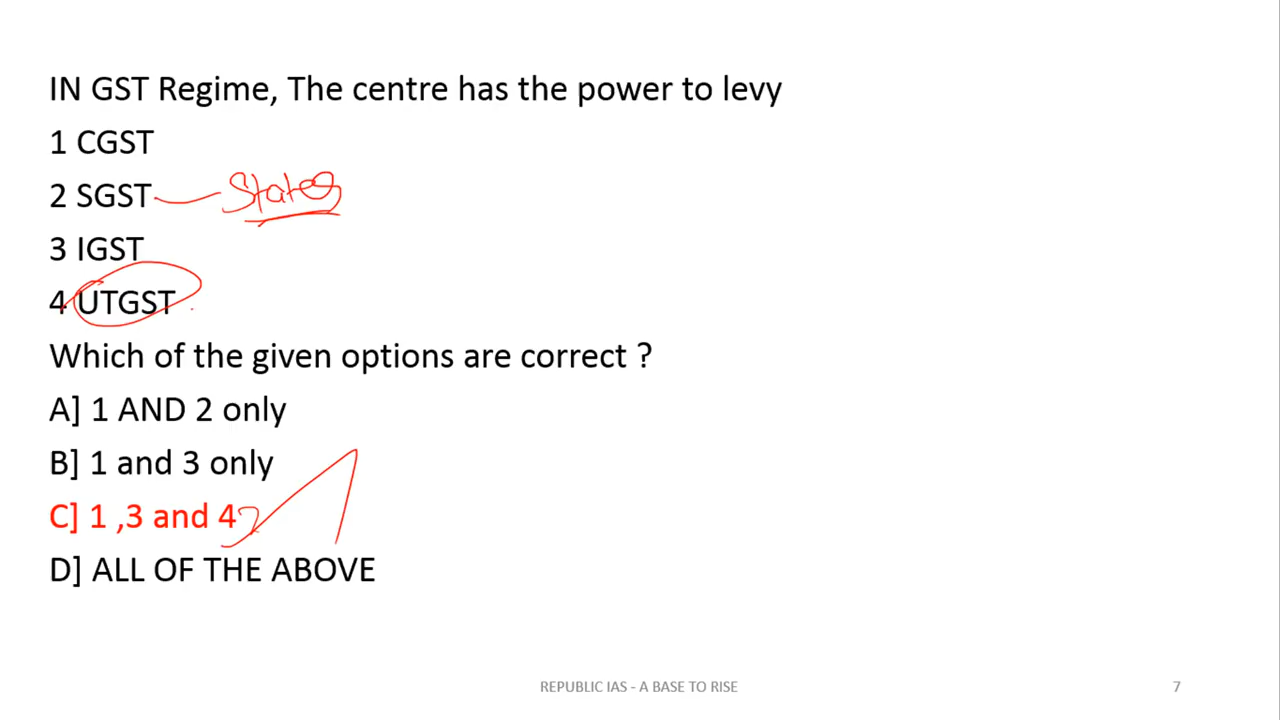 IN GST Regime, The centre has the power to levy
1 CGST
2 SGST States
3 IGST
4 UTGST
Which of the given options are correct ?
A] 1 AND 2 only
B] 1 and 3 only
C] 1 ,3 and 4
D] ALL OF THE ABOVE
REPUBLIC IAS - A BASE TO RISE
7